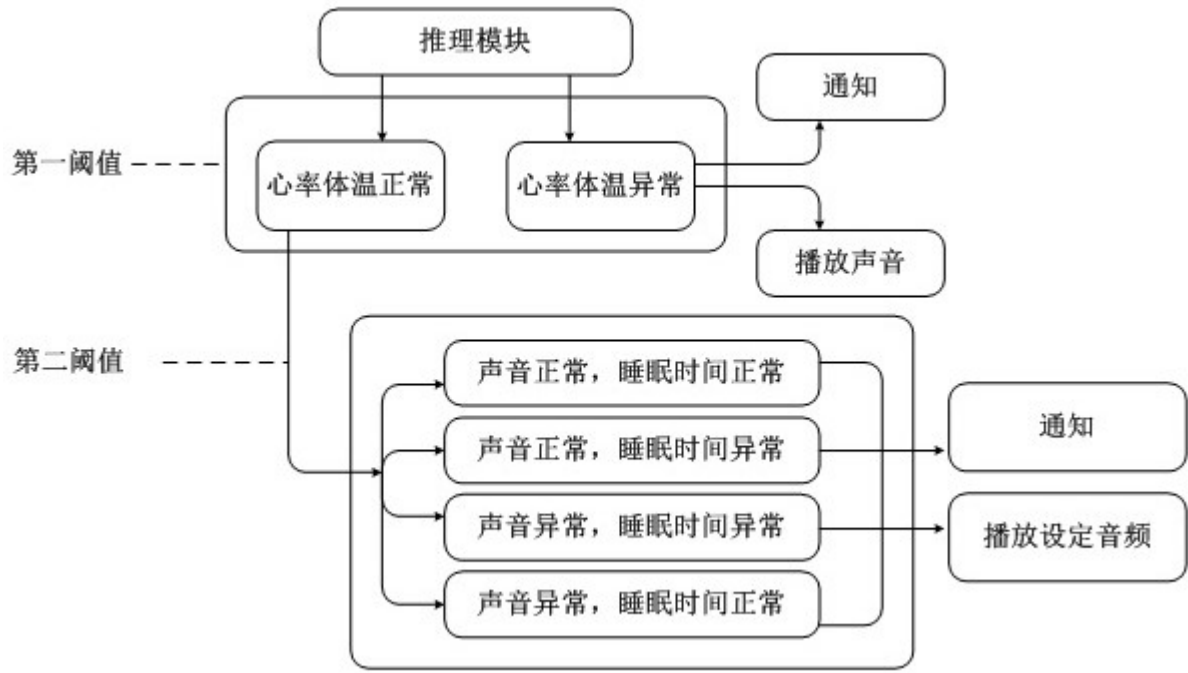 推理模块
通知
第一阈值
心率体温正常
心率体温异常
播放声音
第二阈值
声音正常，睡眠时间正常
声音正常，睡眠时间异常
通知
声音异常，睡眠时间异常
播放设定音频
声音异常，睡眠时间正常